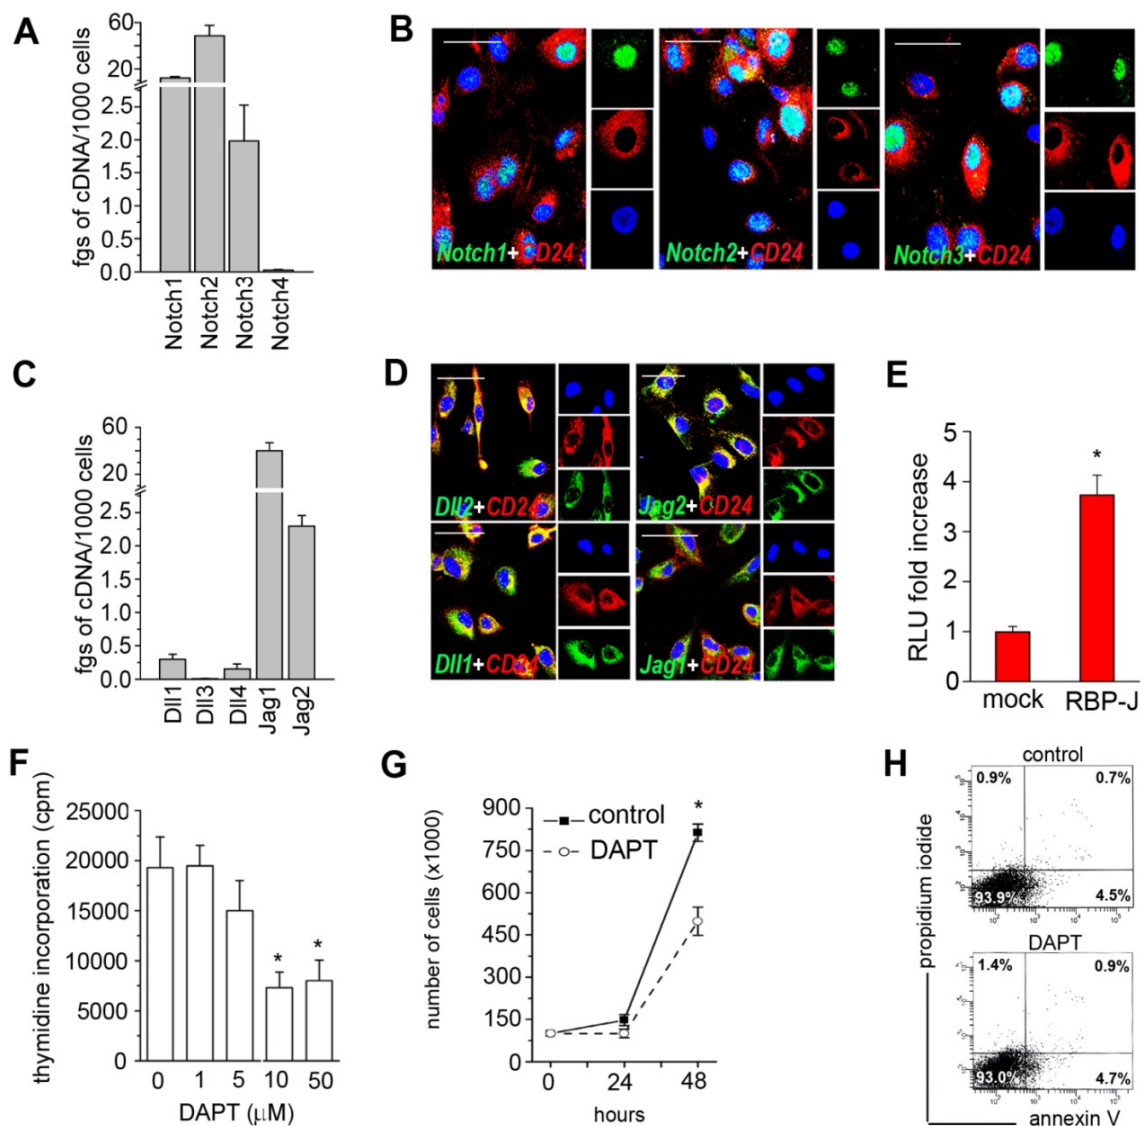 A
fgs of cDNA/1000 cells
60
20
2.5
2.0
1.5
1.0
0.5
0.0
Notch1
Notch2
Notch3
Notch4
B
Notch1+CD24
Notch2+CD24
Notch3+CD24
C
fgs of cDNA/1000 cells
60
20
2.5
2.0
1.5
1.0
0.5
0.0
Dll1
Dll3
Dll4
Jag1
Jag2
D
Dll2+CD24
Jag2+CD24
Dll1+CD24
Jag1+CD24
E
RLU fold increase
5
4
3
2
1
0
*
mock
RBP-J
F
thymidine incorporation (cpm)
25000
20000
15000
10000
5000
0
* *
0 1 5 10 50
DAPT (μM)
G
number of cells (x1000)
900
750
600
450
300
150
0
control
DAPT
*
0 24 48
hours
H
control
0.9% 0.7%
93.9% 4.5%
DAPT
1.4% 0.9%
93.0% 4.7%
propidium iodide
annexin V